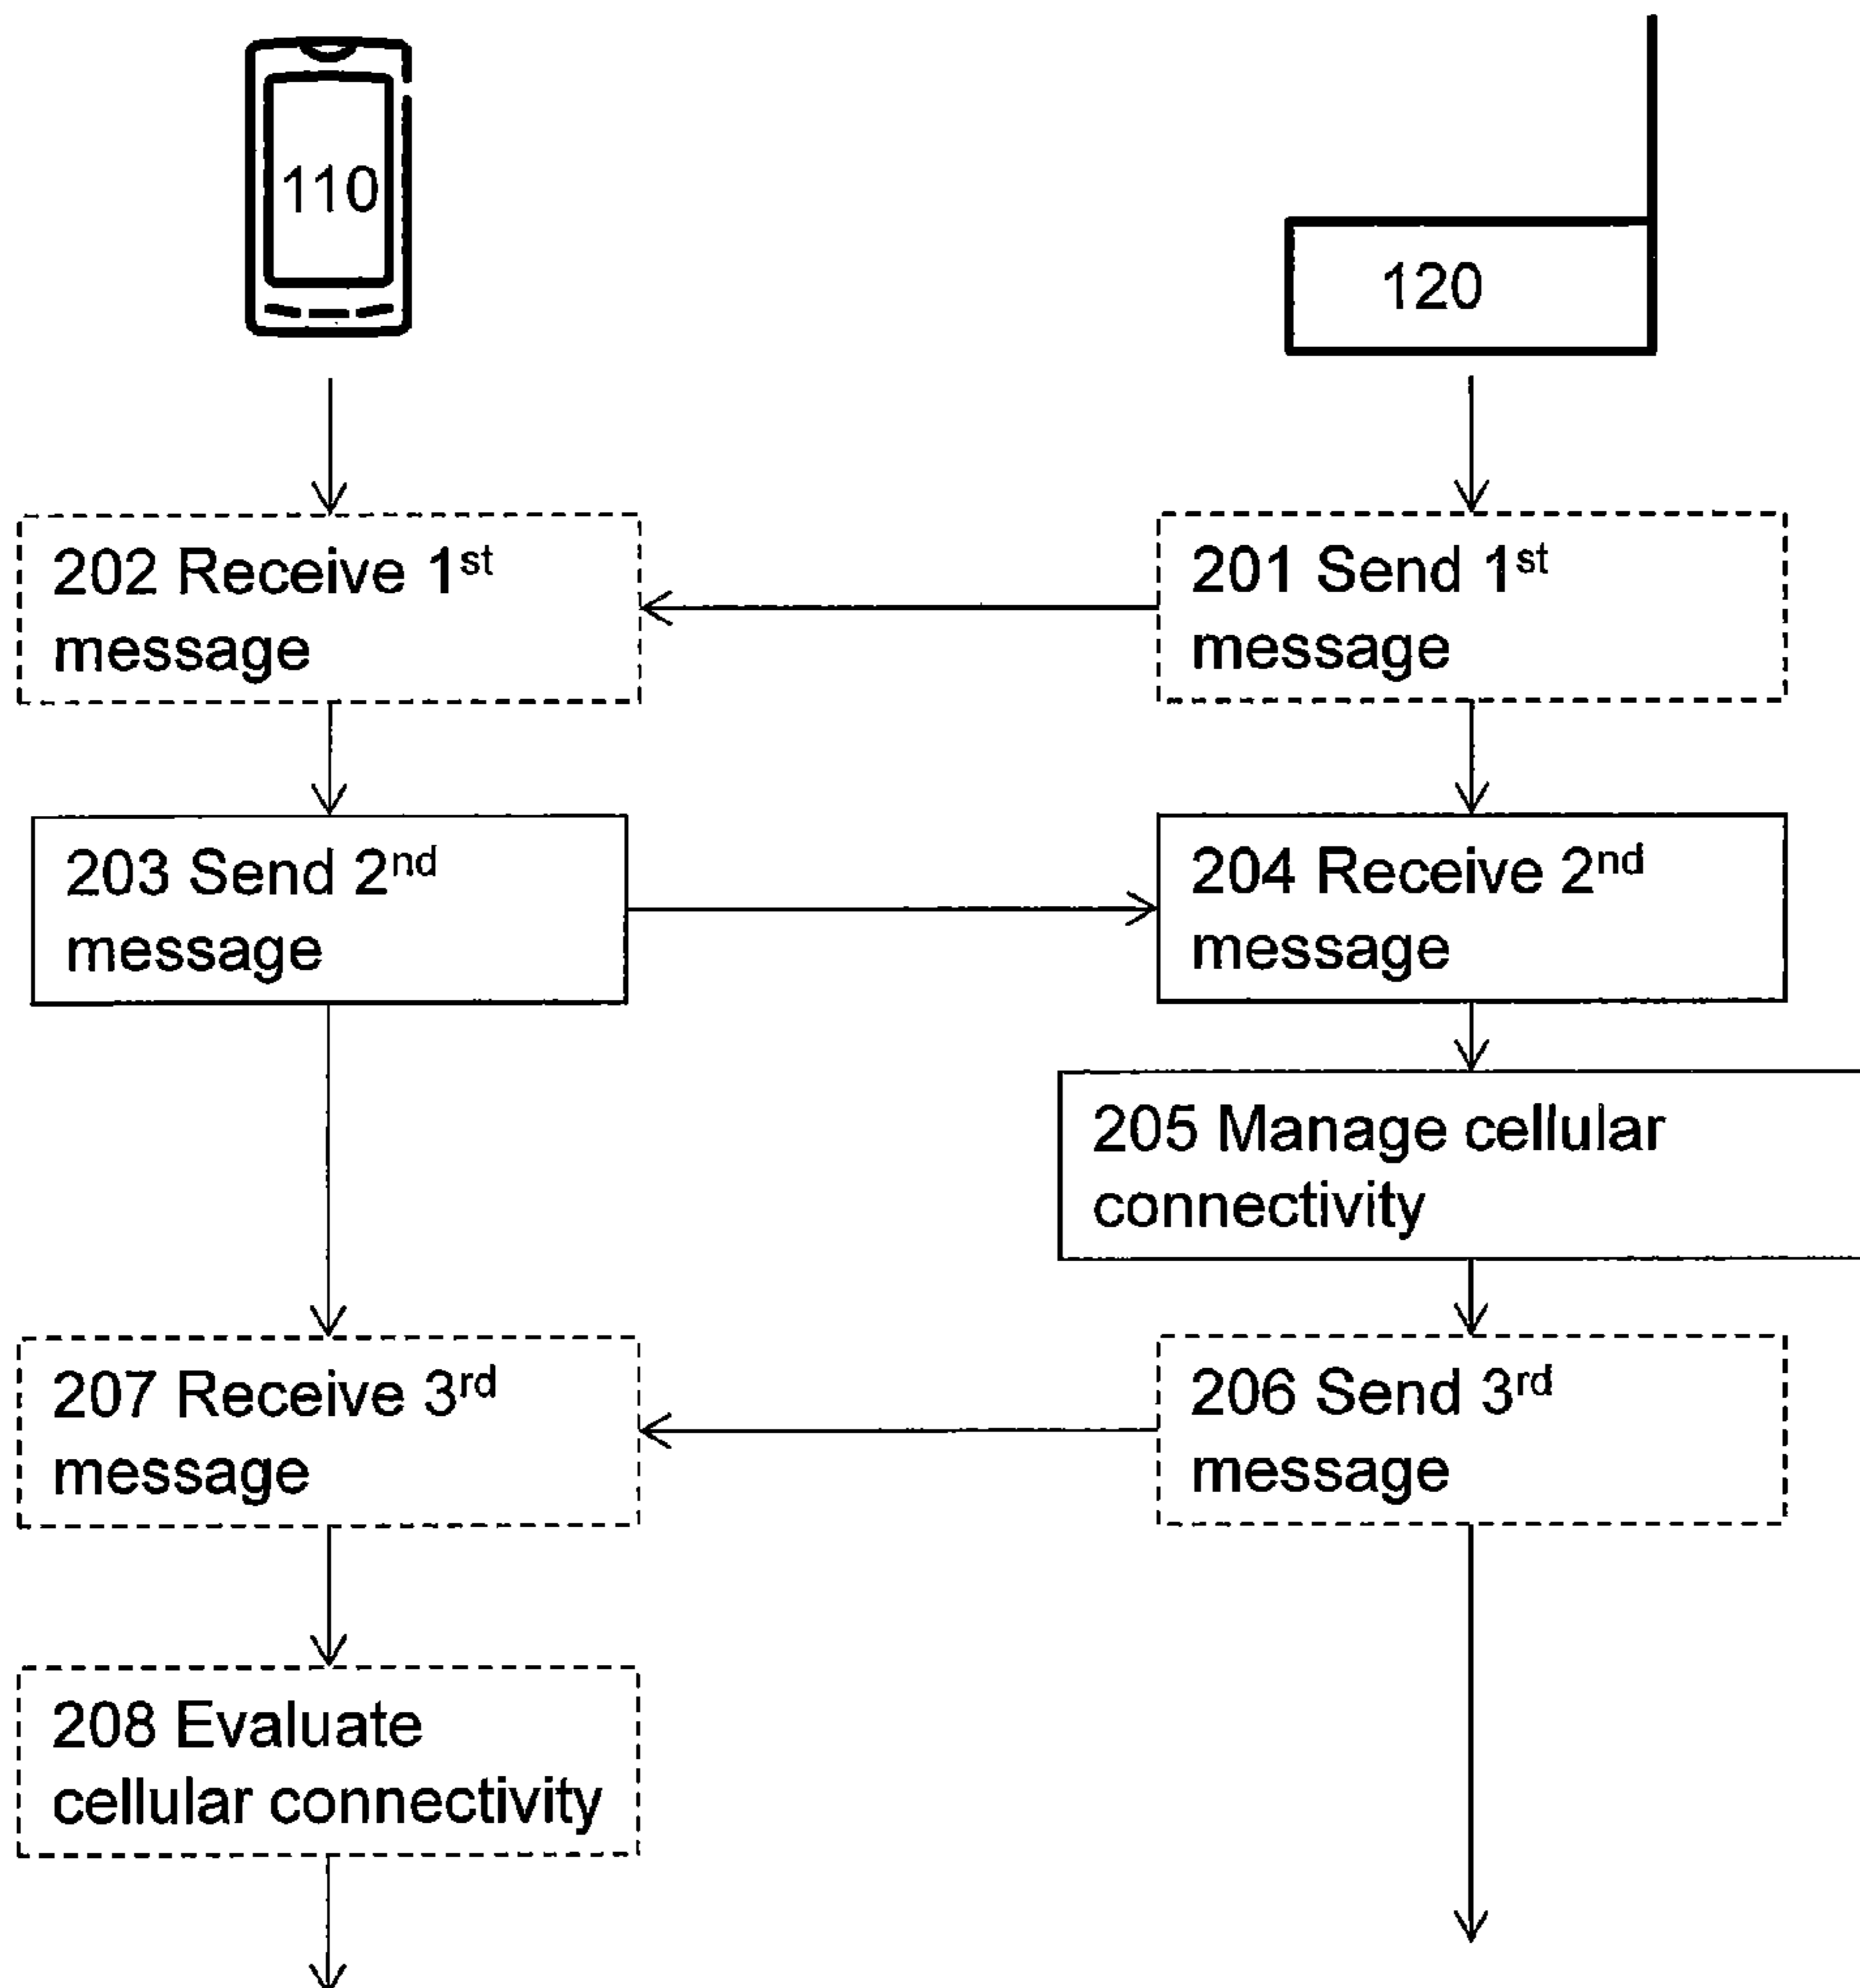 110
120
202 Receive 1st
message
201 Send 1st
message
203 Send 2nd
message
204 Receive 2nd
message
205 Manage cellular
connectivity
207 Receive 3rd
message
206 Send 3rd
message
208 Evaluate
cellular connectivity